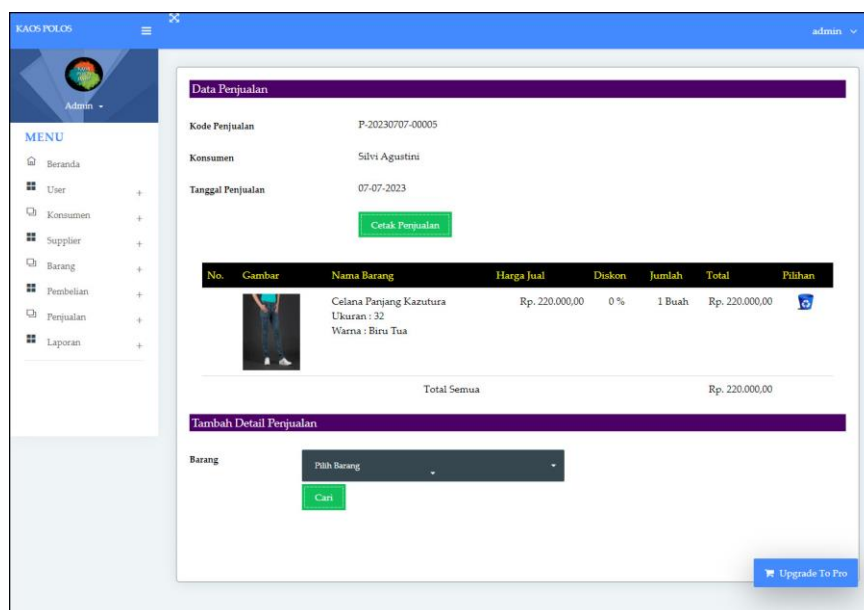 KAOS POLOS
admin
Admin
MENU
Beranda
User +
Konsumen +
Supplier +
Barang +
Pembelian +
Penjualan +
Laporan +
Data Penjualan
Kode Penjualan P-20230707-00005
Konsumen Silvi Agustini
Tanggal Penjualan 07-07-2023
Cetak Penjualan
No. Gambar Nama Barang Harga Jual Diskon Jumlah Total Pilihan
Celana Panjang Kazutura Rp. 220.000,00 0 % 1 Buah Rp. 220.000,00
Ukuran : 32
Warna : Biru Tua
Total Semua Rp. 220.000,00
Tambah Detail Penjualan
Barang Pilih Barang
Cari
Upgrade To Pro